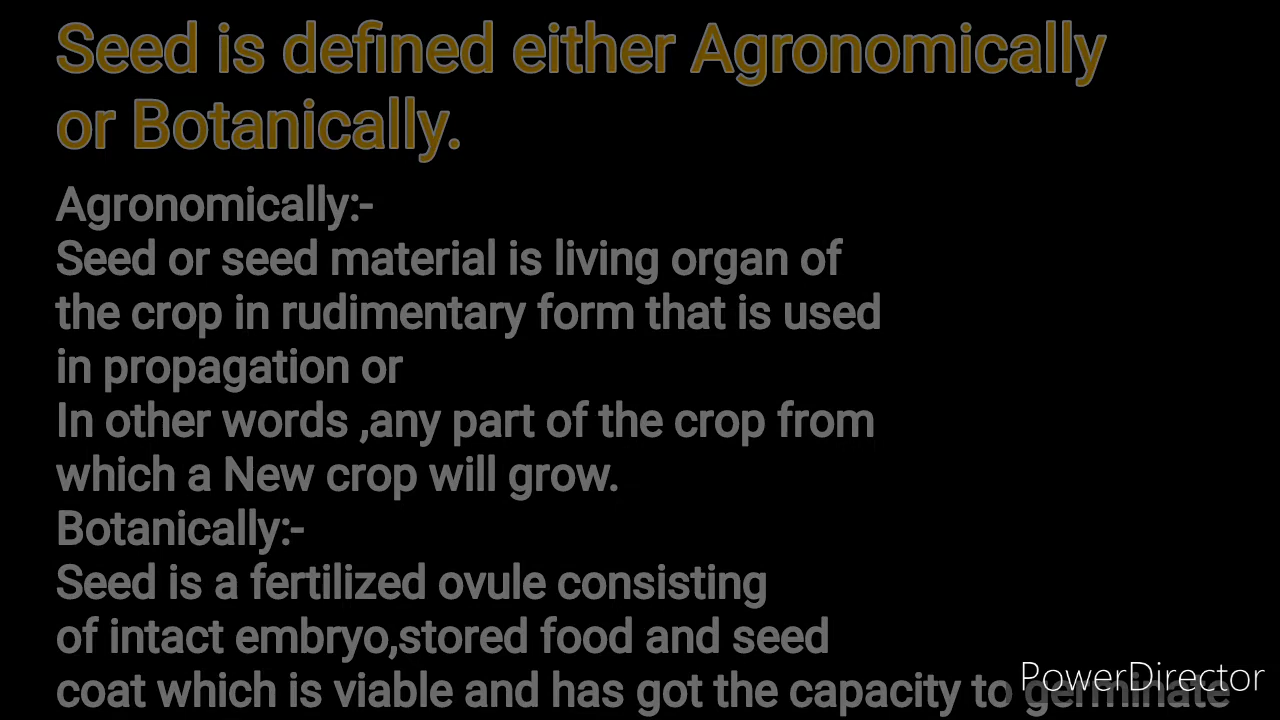 Seed is defined either Agronomically
or Botanically.
Agronomically:-
Seed or seed material is living organ of
the crop in rudimentary form that is used
in propagation or
In other words ,any part of the crop from
which a New crop will grow.
Botanically:-
Seed is a fertilized ovule consisting
of intact embryo,stored food and seed
coat which is viable and has got the capacity to germinate
PowerDirector